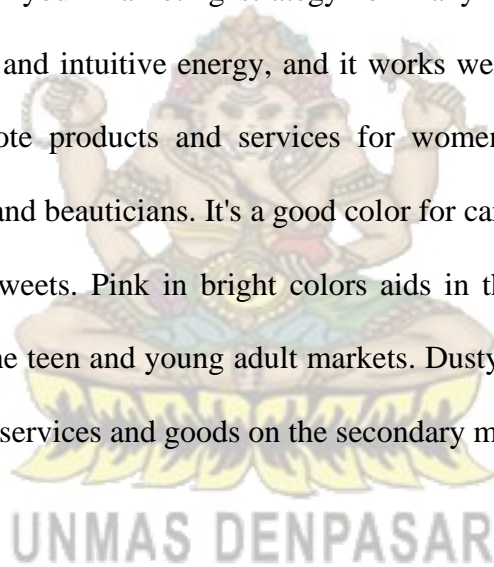 and intuitive energy, and it works we
ote products and services for women
and beauticians. It's a good color for ca
weets. Pink in bright colors aids in t
ne teen and young adult markets. Dusty
services and goods on the secondary m
UNMAS DENPASAR